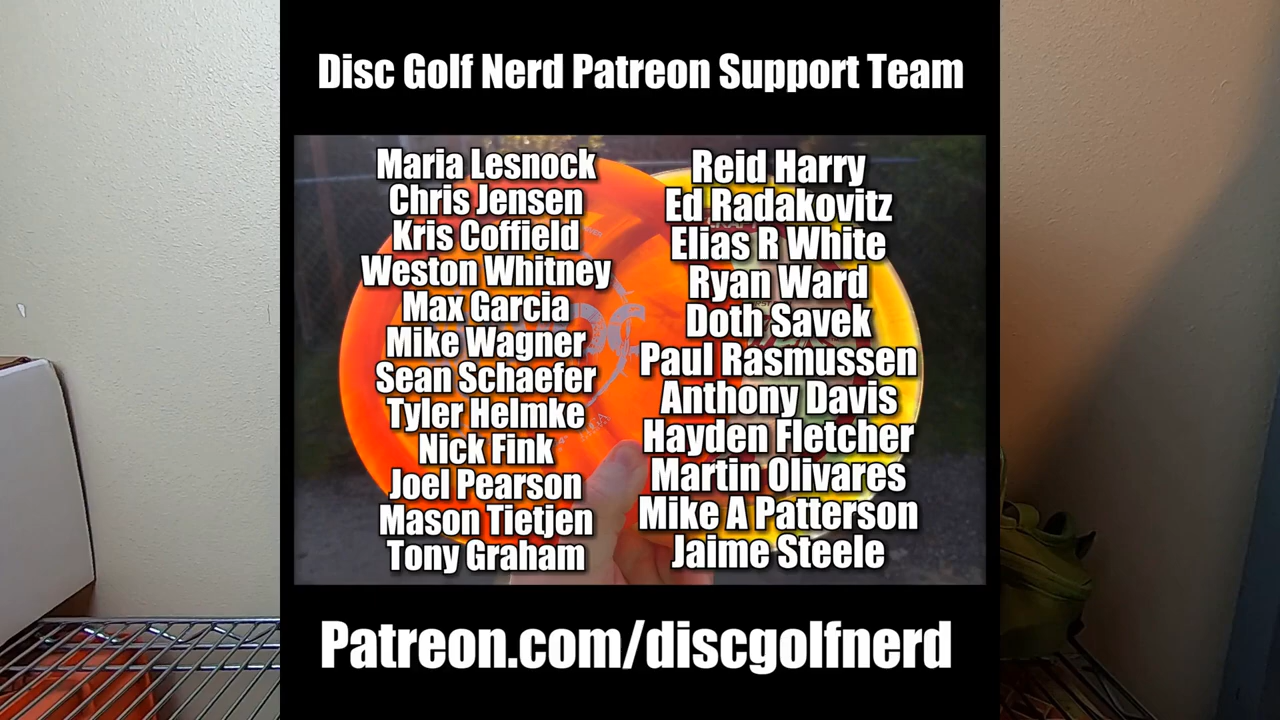 Disc Golf Nerd Patreon Support Team
Maria Lesnock
Chris Jensen
Kris Coffield
Weston Whitney
Max Garcia
Mike Wagner
Sean Schaefer
Tyler Helmke
Nick Fink
Joel Pearson
Mason Tietjen
Tony Graham
Reid Harry
Ed Radakovitz
Elias R White
Ryan Ward
Doth Savek
Paul Rasmussen
Anthony Davis
Hayden Fletcher
Martin Olivares
Mike A Patterson
Jaime Steele
Patreon.com/discgolfnerd